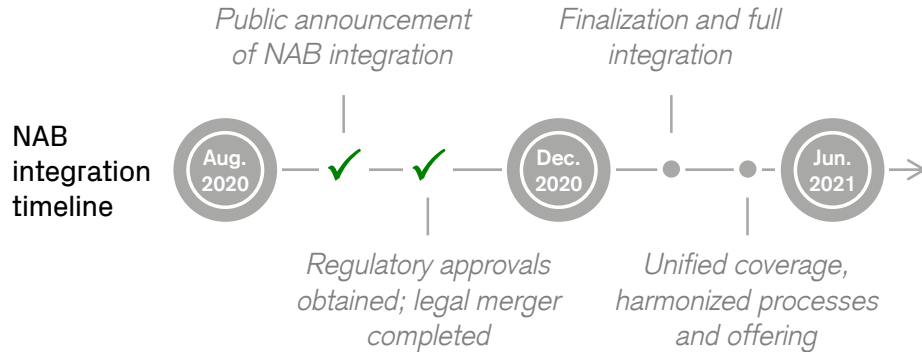 Public announcement
of NAB integration
Finalization and full
integration
NAB
integration
timeline
Aug.
2020
Dec.
2020
Jun.
2021
Regulatory approvals
obtained; legal merger
completed
Unified coverage,
harmonized processes
and offering